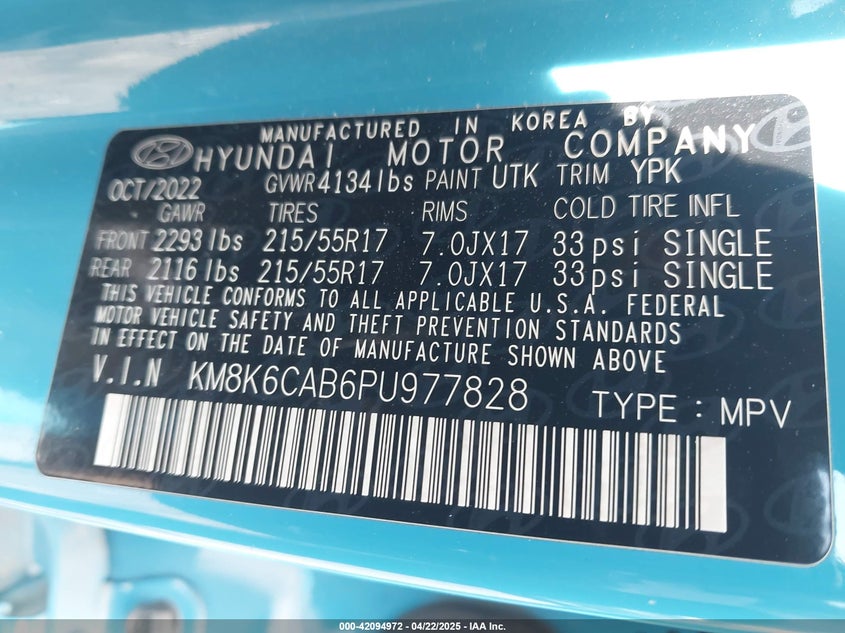 MANUFACTURED IN KOREA BY
HYUNDAI MOTOR COMPANY
OCT/2022 GVWR 4134lbs PAINT UTK TRIM YPK
GAWR TIRES RIMS COLD TIRE INFL
FRONT 2293lbs 215/55R17 7.0JX17 33psi SINGLE
REAR 2116lbs 215/55R17 7.0JX17 33psi SINGLE
THIS VEHICLE CONFORMS TO ALL APPLICABLE U.S.A. FEDERAL
MOTOR VEHICLE SAFETY AND THEFT PREVENTION STANDARDS
IN EFFECT ON THE DATE OF MANUFACTURE SHOWN ABOVE
V.I.N KM8K6CAB6PU977828 TYPE : MPV
000-42094972 - 04/22/2025 - IAA Inc.